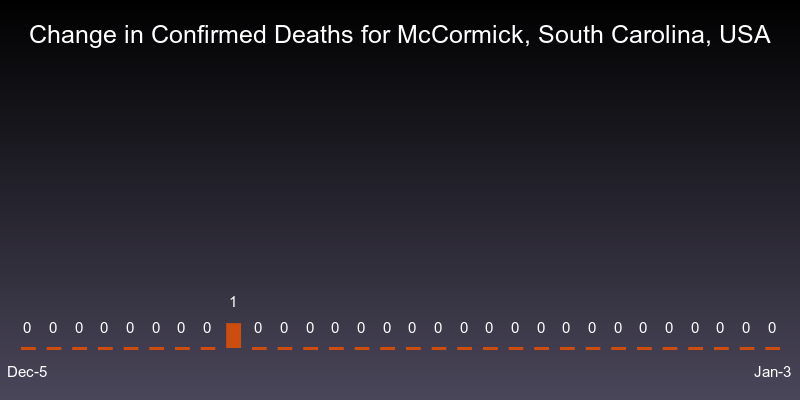 Change in Confirmed Deaths for McCormick, South Carolina, USA
1
0 0 0 0 0 0 0 0 0 0 0 0 0 0 0 0 0 0 0 0 0 0 0 0 0 0 0 0 0
Dec-5 Jan-3